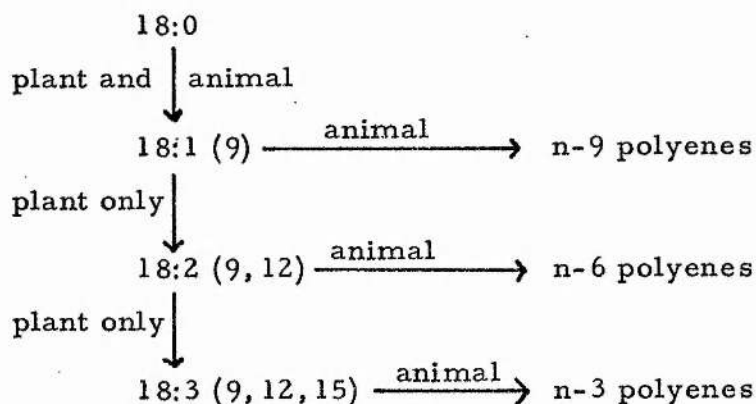 18:0
plant and animal
18:1 (9) animal n-9 polyenes
plant only
18:2 (9, 12) animal n-6 polyenes
plant only
18:3 (9, 12, 15) animal n-3 polyenes